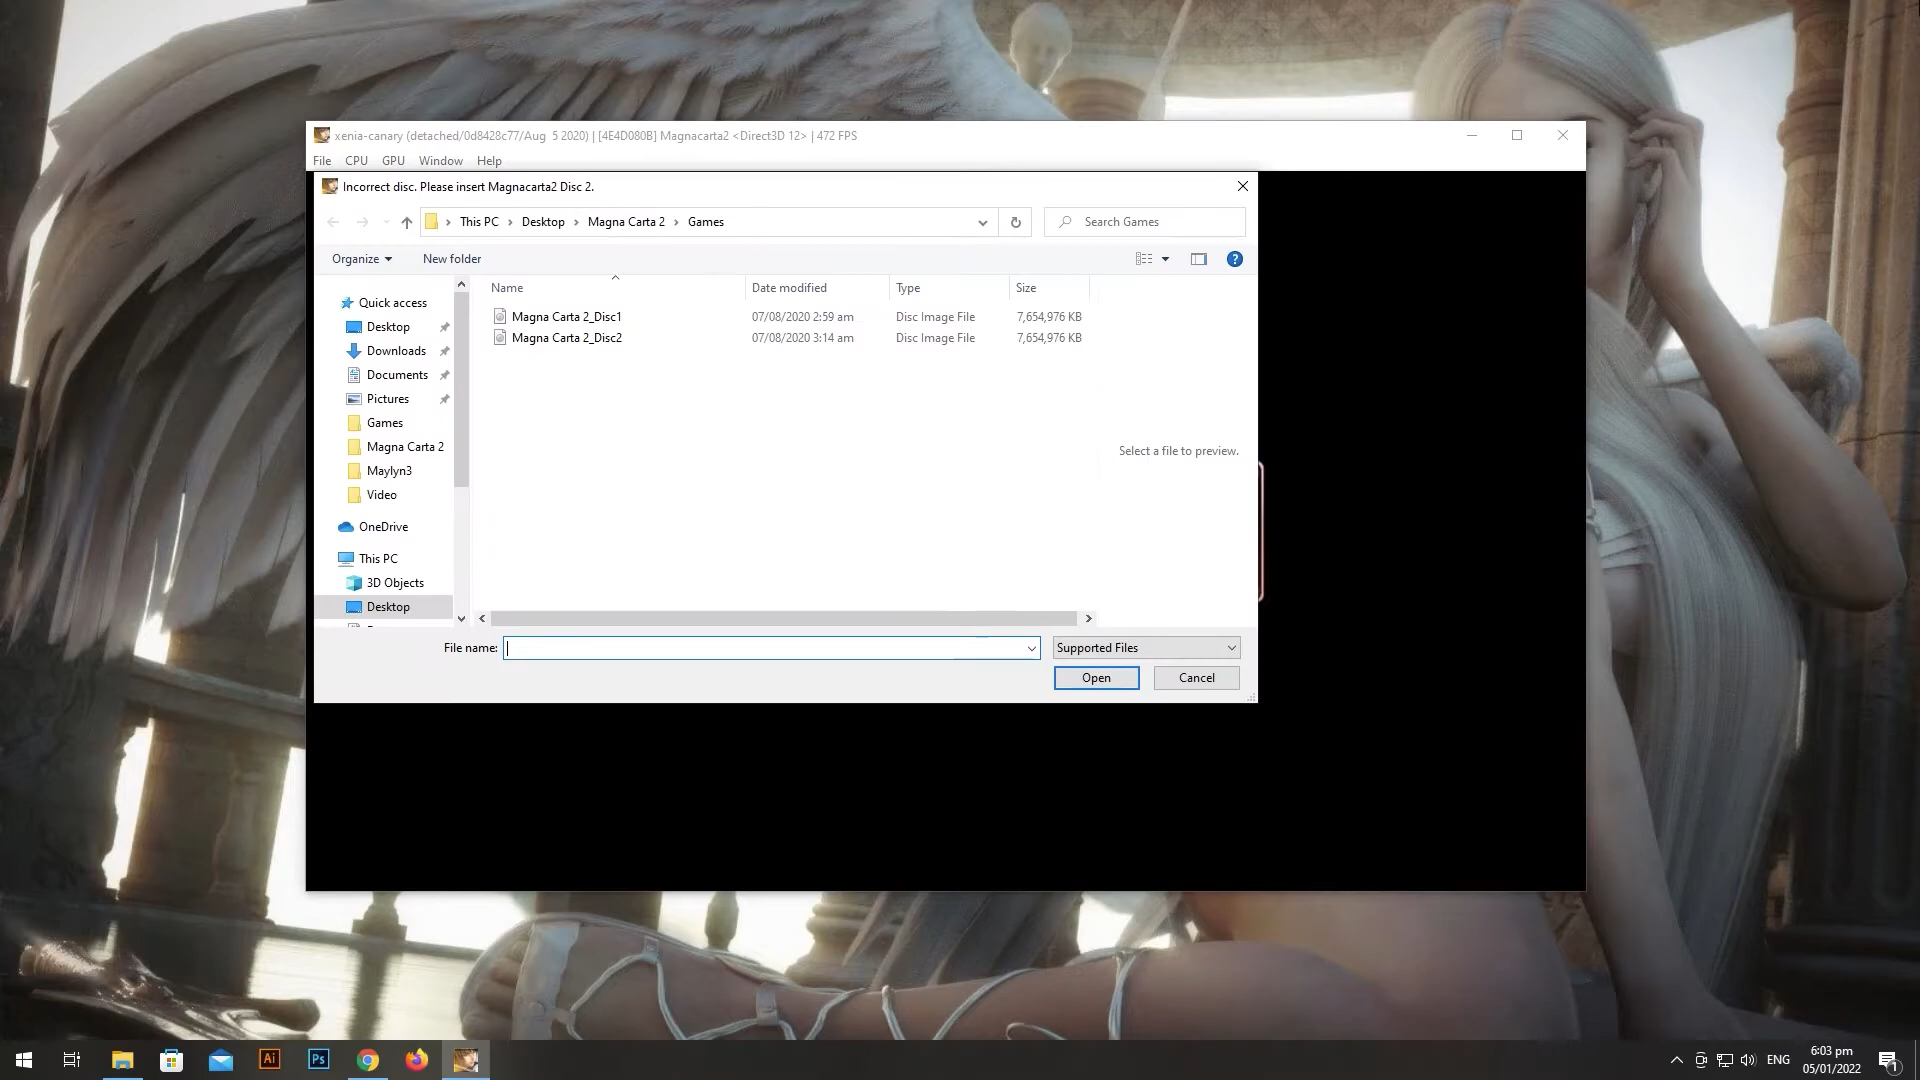 xenia-canary (detached/0d8428c77/Aug  5 2020) | [4E4D080B] Magnacarta2 <Direct3D 12> | 472 FPS
File CPU GPU Window Help
Incorrect disc. Please insert Magnacarta2 Disc 2.
This PC > Desktop > Magna Carta 2 > Games
Search Games
Organize New folder
?
Name Date modified Type Size
Magna Carta 2_Disc1 07/08/2020 2:59 am Disc Image File 7,654,976 KB
Magna Carta 2_Disc2 07/08/2020 3:14 am Disc Image File 7,654,976 KB
Quick access
Desktop
Downloads
Documents
Pictures
Games
Magna Carta 2
Maylyn3
Video
OneDrive
This PC
3D Objects
Desktop
Select a file to preview.
File name:
Supported Files
Open Cancel
Ai
Ps
ENG
6:03 pm
05/01/2022
1